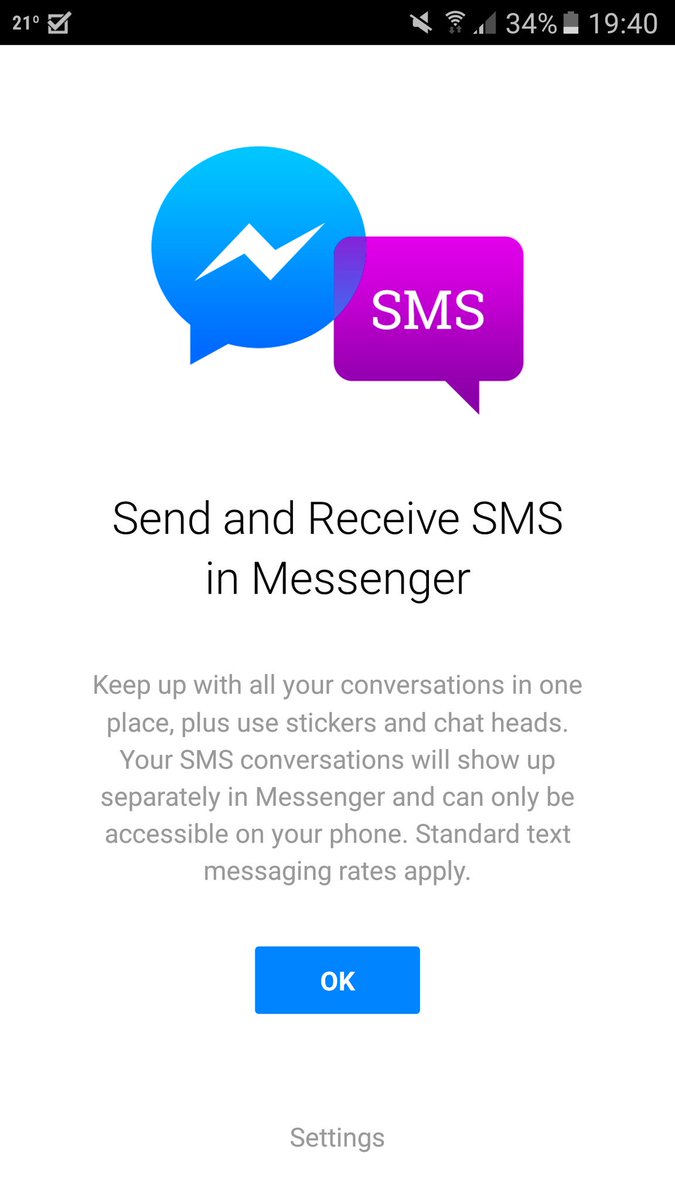 21° 34% 19:40
SMS
Send and Receive SMS
in Messenger
Keep up with all your conversations in one
place, plus use stickers and chat heads.
Your SMS conversations will show up
separately in Messenger and can only be
accessible on your phone. Standard text
messaging rates apply.
OK
Settings